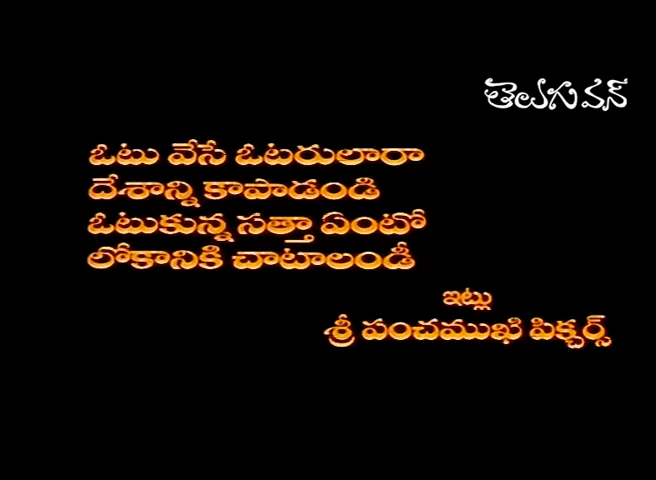 తెలుగువన్
ఓటు వేసే ఓటరులారా
దేశాన్ని కాపాడండి
ఓటుకున్న సత్తా ఏంటో
లోకానికి చాటాలండీ
ఇట్లు
శ్రీ పంచముఖి పిక్చర్స్